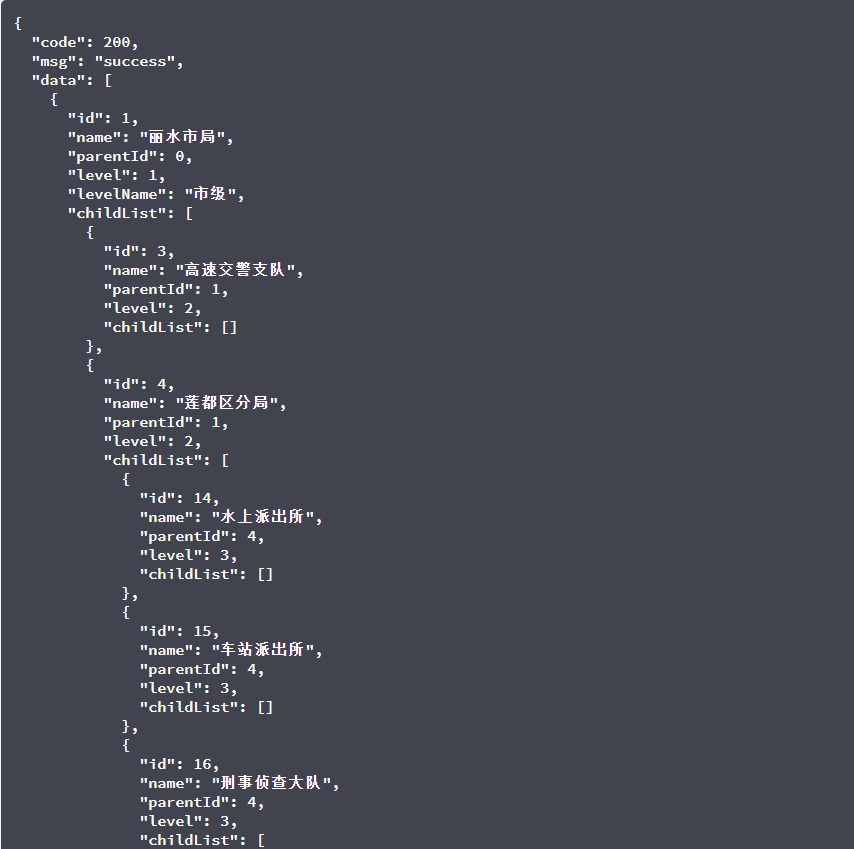 {
"code": 200,
"msg": "success",
"data": [
{
"id": 1,
"name": "丽水市局",
"parentId": 0,
"level": 1,
"levelName": "市级",
"childList": [
{
"id": 3,
"name": "高速交警支队",
"parentId": 1,
"level": 2,
"childList": []
},
{
"id": 4,
"name": "莲都区分局",
"parentId": 1,
"level": 2,
"childList": [
{
"id": 14,
"name": "水上派出所",
"parentId": 4,
"level": 3,
"childList": []
},
{
"id": 15,
"name": "车站派出所",
"parentId": 4,
"level": 3,
"childList": []
},
{
"id": 16,
"name": "刑事侦查大队",
"parentId": 4,
"level": 3,
"childList": [